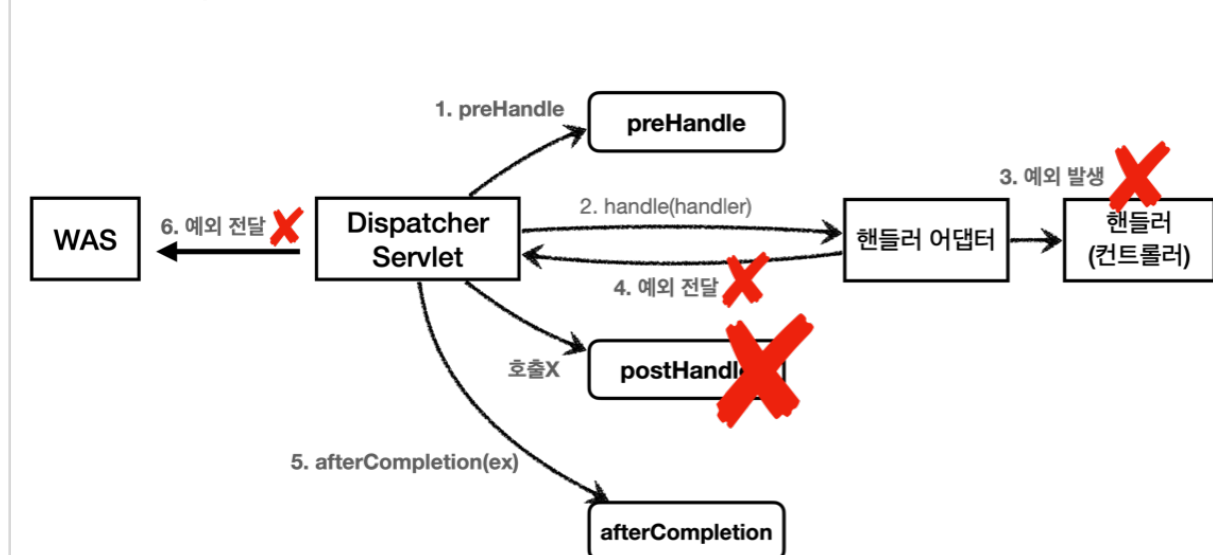 1. preHandle
preHandle
3. 예외 발생
WAS
6. 예외 전달
Dispatcher
Servlet
2. handle(handler)
4. 예외 전달
핸들러 어댑터
핸들러
(컨트롤러)
호출X
postHandle
5. afterCompletion(ex)
afterCompletion